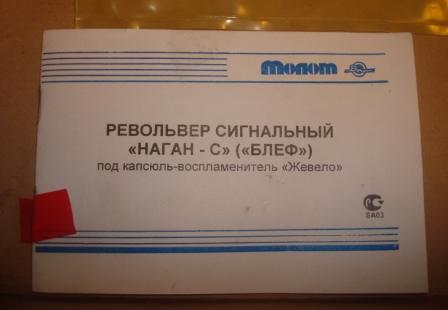 Молот
РЕВОЛЬВЕР СИГНАЛЬНЫЙ
«НАГАН - С» («БЛЕФ»)
под капсюль-воспламенитель «Жевело»
SA03